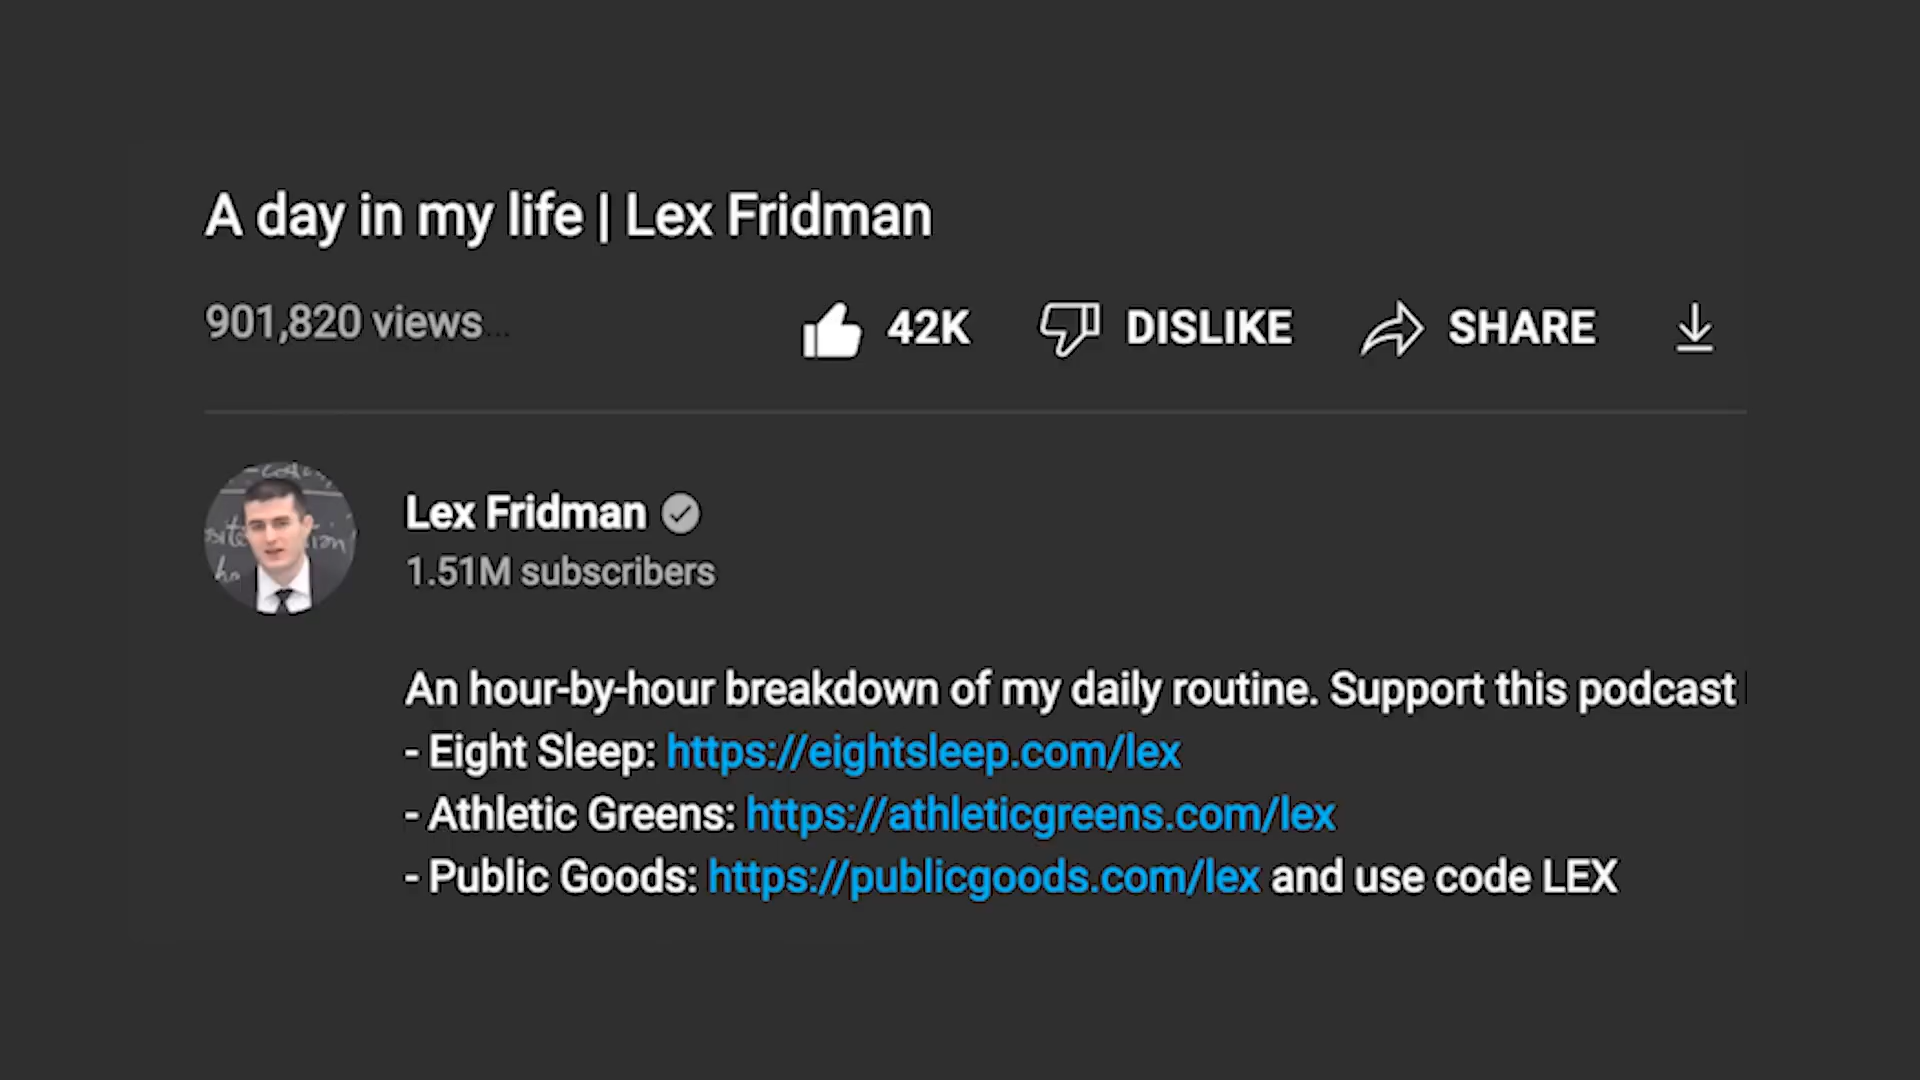 A day in my life | Lex Fridman
901,820 views...
42K
DISLIKE
SHARE
Lex Fridman
1.51M subscribers
An hour-by-hour breakdown of my daily routine. Support this podcast
- Eight Sleep: https://eightsleep.com/lex
- Athletic Greens: https://athleticgreens.com/lex
- Public Goods: https://publicgoods.com/lex and use code LEX